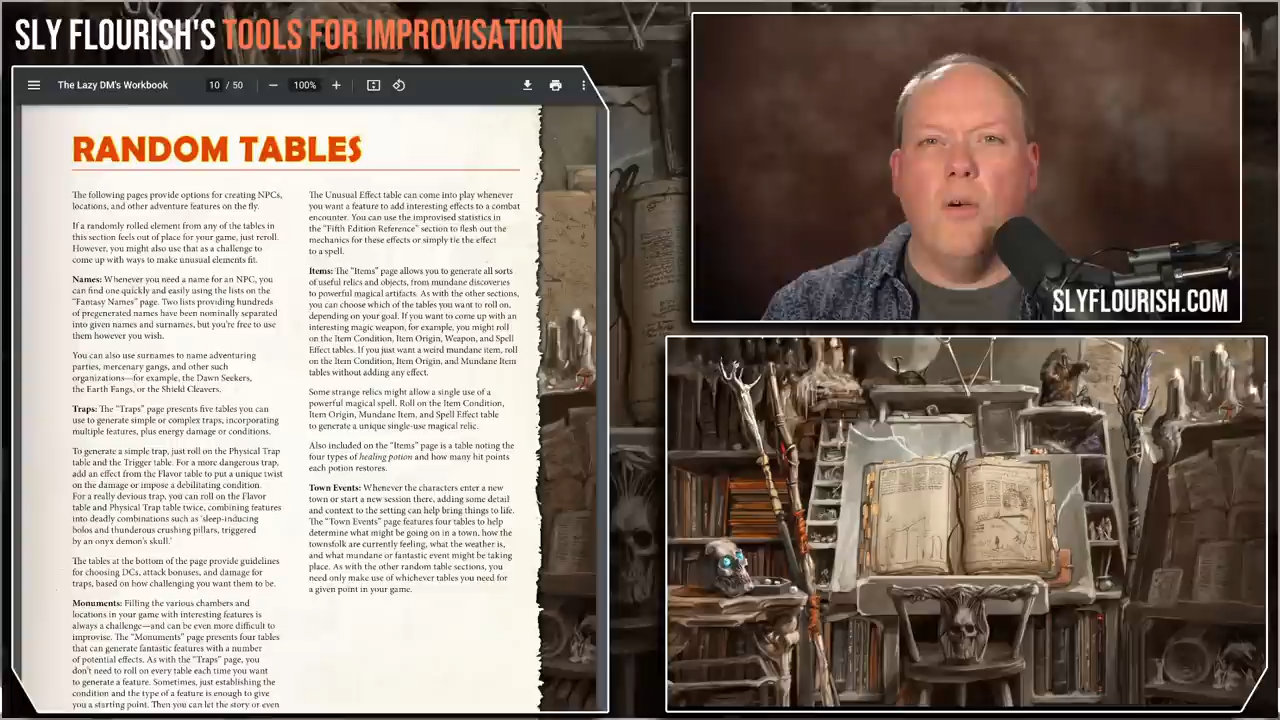 SLY FLOURISH'S TOOLS FOR IMPROVISATION
The Lazy DM's Workbook
10 / 50
100%
RANDOM TABLES
The following pages provide options for creating NPCs,
locations, and other adventure features on the fly.
If a randomly rolled element from any of the tables in
this section feels out of place for your game, just reroll.
However, you might also use that as a challenge to
come up with ways to make unusual elements fit.
Names: Whenever you need a name for an NPC, you
can find one quickly and easily using the lists on the
“Fantasy Names” page. Two lists providing hundreds
of pregenerated names have been nominally separated
into given names and surnames, but you're free to use
them however you wish.
You can also use surnames to name adventuring
parties, mercenary gangs, and other such
organizations—for example, the Dawn Seekers,
the Earth Fangs, or the Shield Cleavers.
Traps: The “Traps” page presents five tables you can
use to generate simple or complex traps, incorporating
multiple features, plus energy damage or conditions.
To generate a simple trap, just roll on the Physical Trap
table and the Trigger table. For a more dangerous trap,
add an effect from the Flavor table to put a unique twist
on the damage or impose a debilitating condition.
For a really devious trap, you can roll on the Flavor
table and Physical Trap table twice, combining features
into deadly combinations such as 'sleep-inducing
bolos and thunderous crushing pillars, triggered
by an onyx demon's skull.'
The tables at the bottom of the page provide guidelines
for choosing DCs, attack bonuses, and damage for
traps, based on how challenging you want them to be.
Monuments: Filling the various chambers and
locations in your game with interesting features is
always a challenge—and can be even more difficult to
improvise. The “Monuments” page presents four tables
that can generate fantastic features with a number
of potential effects. As with the “Traps” page, you
don't need to roll on every table each time you want
to generate a feature. Sometimes, just establishing the
condition and the type of a feature is enough to give
you a starting point. Then you can let the story or even
The Unusual Effect table can come into play whenever
you want a feature to add interesting effects to a combat
encounter. You can use the improvised statistics in
the “Fifth Edition Reference” section to flesh out the
mechanics for these effects or simply tie the effect
to a spell.
Items: The “Items” page allows you to generate all sorts
of useful relics and objects, from mundane discoveries
to powerful magical artifacts. As with the other sections,
you can choose which of the tables you want to roll on,
depending on your goal. If you want to come up with an
interesting magic weapon, for example, you might roll
on the Item Condition, Item Origin, Weapon, and Spell
Effect tables. If you just want a weird mundane item, roll
on the Item Condition, Item Origin, and Mundane Item
tables without adding any effect.
Some strange relics might allow a single use of a
powerful magical spell. Roll on the Item Condition,
Item Origin, Mundane Item, and Spell Effect table
to generate a unique single-use magical relic.
Also included on the “Items” page is a table noting the
four types of healing potion and how many hit points
each potion restores.
Town Events: Whenever the characters enter a new
town or start a new session there, adding some detail
and context to the setting can help bring things to life.
The “Town Events” page features four tables to help
determine what might be going on in a town, how the
townsfolk are currently feeling, what the weather is,
and what mundane or fantastic event might be taking
place. As with the other random table sections, you
need only make use of whichever tables you need for
a given point in your game.
SLYFLOURISH.COM